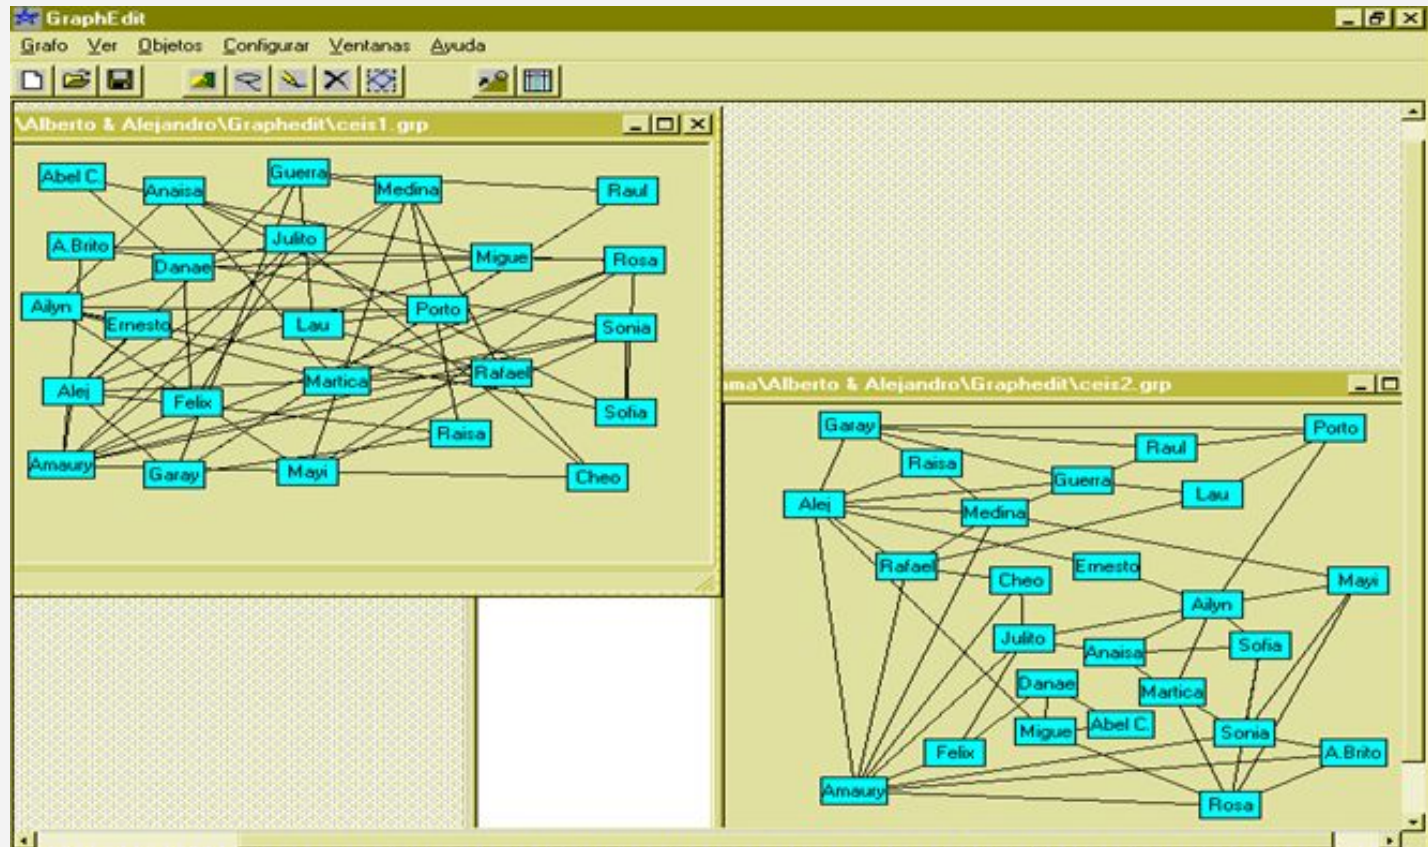 GraphEdit
Grafo Ver Objetos Configurar Ventanas Ayuda
\Alberto & Alejandro\Graphedit\ceis1.grp
Abel C.
Anaisa
Guerra
Medina
Raul
A.Brito
Danae
Julito
Migue
Rosa
Ailyn
Ernesto
Lau
Porto
Sonia
Alej
Felix
Martica
Rafael
Sofia
Raisa
Amaury
Garay
Mayi
Cheo
ama\Alberto & Alejandro\Graphedit\ceis2.grp
Garay
Porto
Raul
Raisa
Guerra
Lau
Alej
Medina
Rafael
Cheo
Ernesto
Mayi
Ailyn
Julito
Anaisa
Sofia
Danae
Martica
Migue
Abel C.
Sonia
Felix
A.Brito
Amaury
Rosa